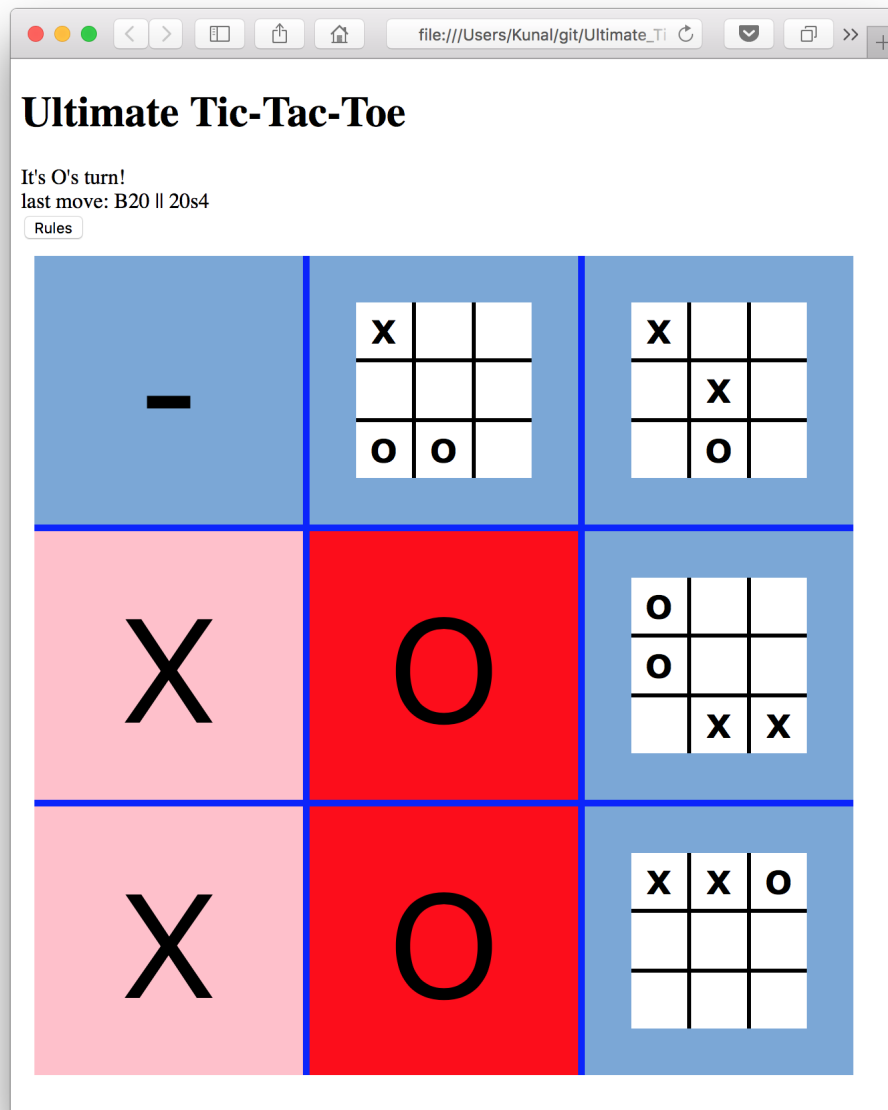 file:///Users/Kunal/git/Ultimate_Ti
Ultimate Tic-Tac-Toe
It's O's turn!
last move: B20 || 20s4
Rules
- X X
X
O O O
X O O
O
X X
X O X X O